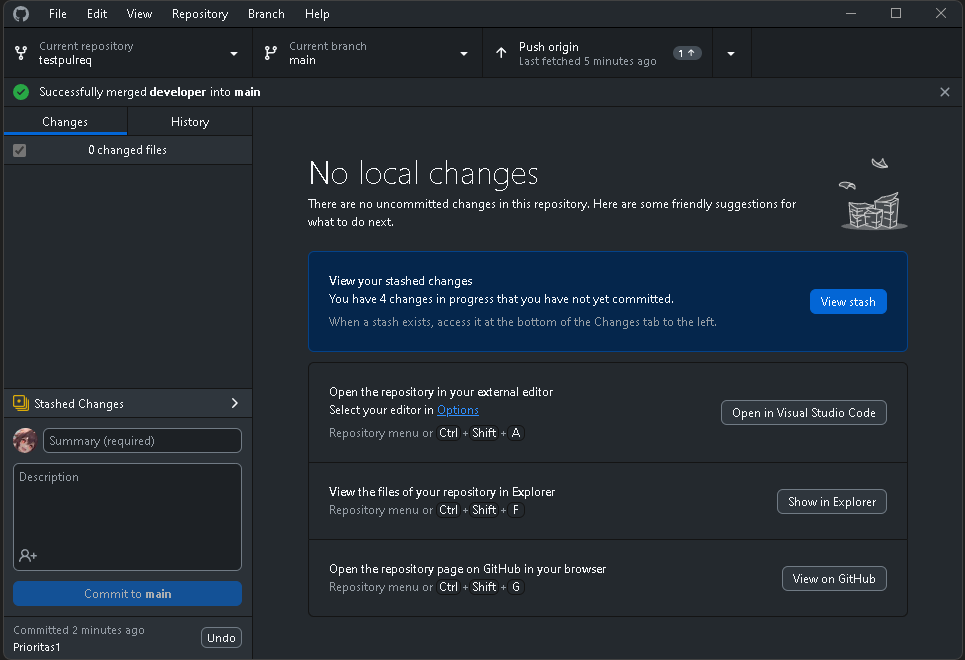 File Edit View Repository Branch Help
Current repository
testpulreq
Current branch
main
Push origin
Last fetched 5 minutes ago
1
Successfully merged developer into main
Changes
History
0 changed files
No local changes
There are no uncommitted changes in this repository. Here are some friendly suggestions for
what to do next.
View your stashed changes
You have 4 changes in progress that you have not yet committed.
When a stash exists, access it at the bottom of the Changes tab to the left.
View stash
Open the repository in your external editor
Select your editor in Options
Repository menu or Ctrl + Shift + A
Open in Visual Studio Code
View the files of your repository in Explorer
Repository menu or Ctrl + Shift + F
Show in Explorer
Open the repository page on GitHub in your browser
Repository menu or Ctrl + Shift + G
View on GitHub
Stashed Changes
Summary (required)
Description
Commit to main
Committed 2 minutes ago
Prioritas1
Undo